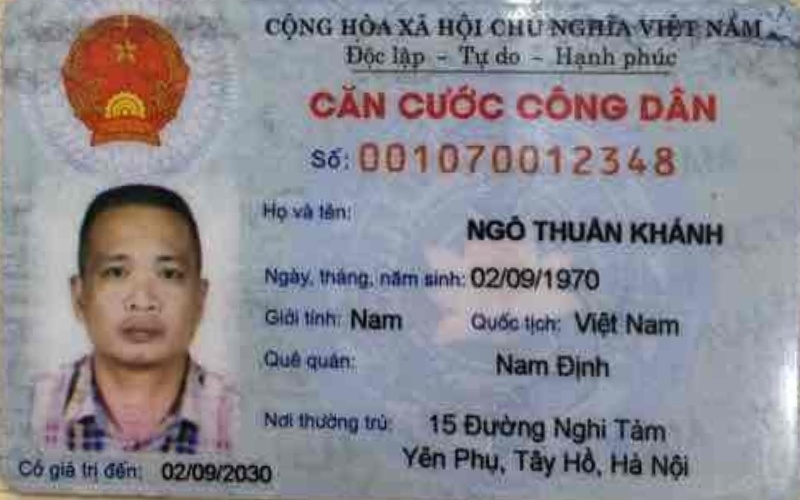 CỘNG HÒA XÃ HỘI CHỦ NGHĨA VIỆT NAM
Độc lập - Tự do - Hạnh phúc
CĂN CƯỚC CÔNG DÂN
Số: 001070012348
Họ và tên:
NGÔ THUÂN KHÁNH
Ngày, tháng, năm sinh: 02/09/1970
Giới tính: Nam Quốc tịch: Việt Nam
Quê quán: Nam Định
Nơi thường trú: 15 Đường Nghi Tàm
Yên Phụ, Tây Hồ, Hà Nội
Có giá trị đến: 02/09/2030